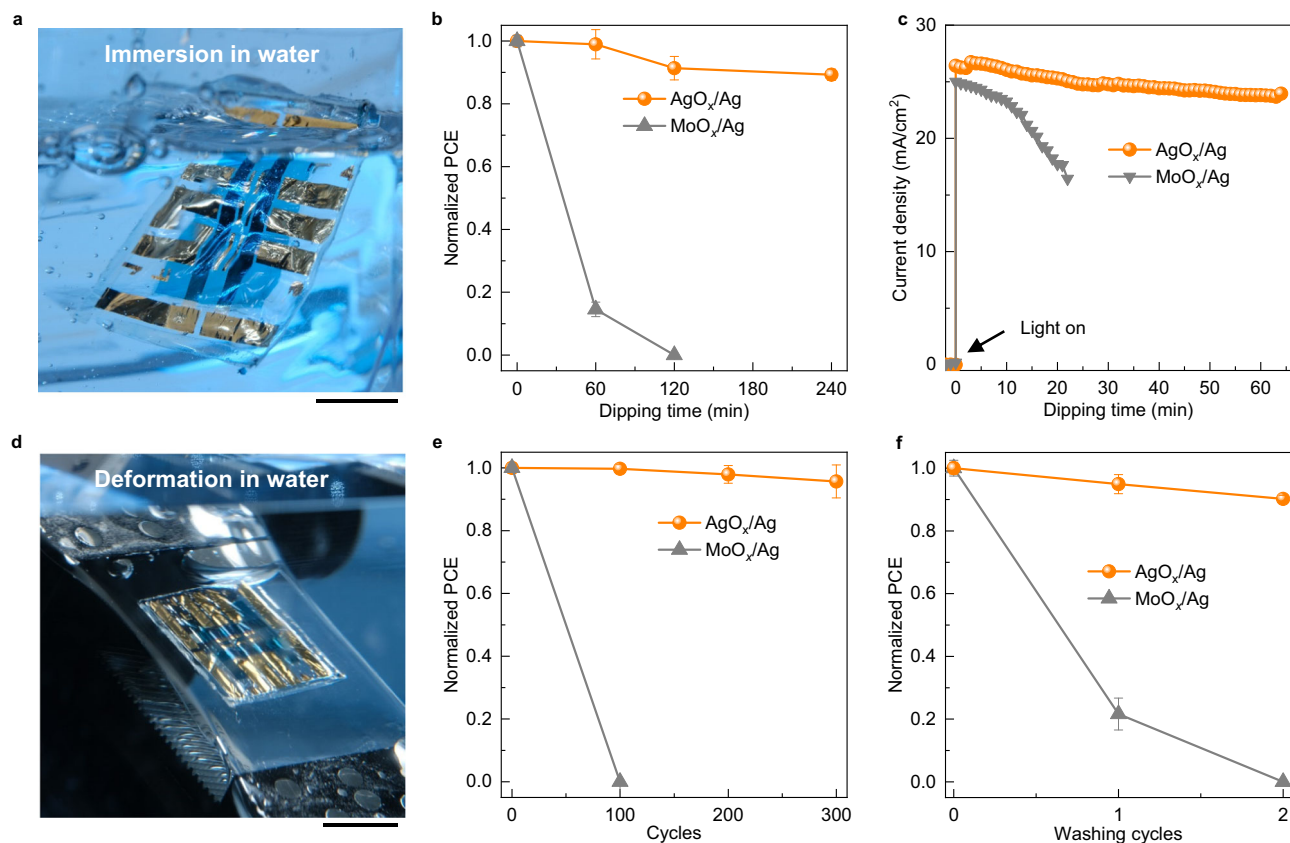 a
Immersion in water
b
1.0
0.8
0.6
0.4
0.2
0.0
Normalized PCE
AgOₓ/Ag
MoOₓ/Ag
0 60 120 180 240
Dipping time (min)
c
30
25
20
15
10
5
0
Current density (mA/cm²)
AgOₓ/Ag
MoOₓ/Ag
Light on
0 10 20 30 40 50 60
Dipping time (min)
d
Deformation in water
e
1.0
0.8
0.6
0.4
0.2
0.0
Normalized PCE
AgOₓ/Ag
MoOₓ/Ag
0 100 200 300
Cycles
f
1.0
0.8
0.6
0.4
0.2
0.0
Normalized PCE
AgOₓ/Ag
MoOₓ/Ag
0 1 2
Washing cycles